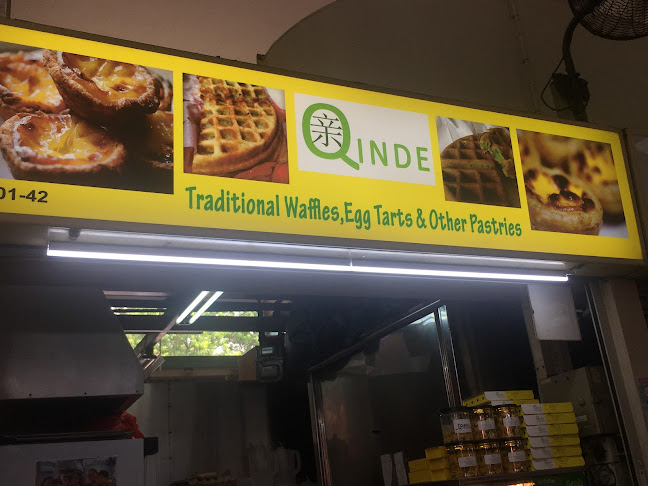 亲
QINDE
01-42
Traditional Waffles,Egg Tarts & Other Pastries